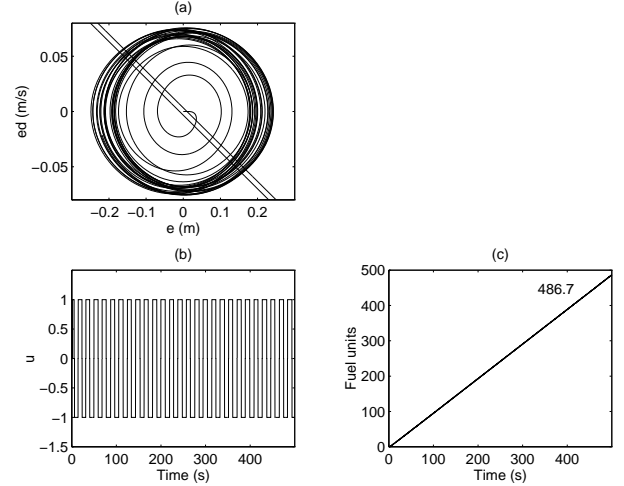 (a)
0.05
0
−0.05
ed (m/s)
−0.2 −0.1 0 0.1 0.2
e (m)
(b)
1
0.5
0
−0.5
−1
−1.5
u
0 100 200 300 400
Time (s)
(c)
500
400
300
200
100
0
Fuel units
486.7
0 100 200 300 400
Time (s)